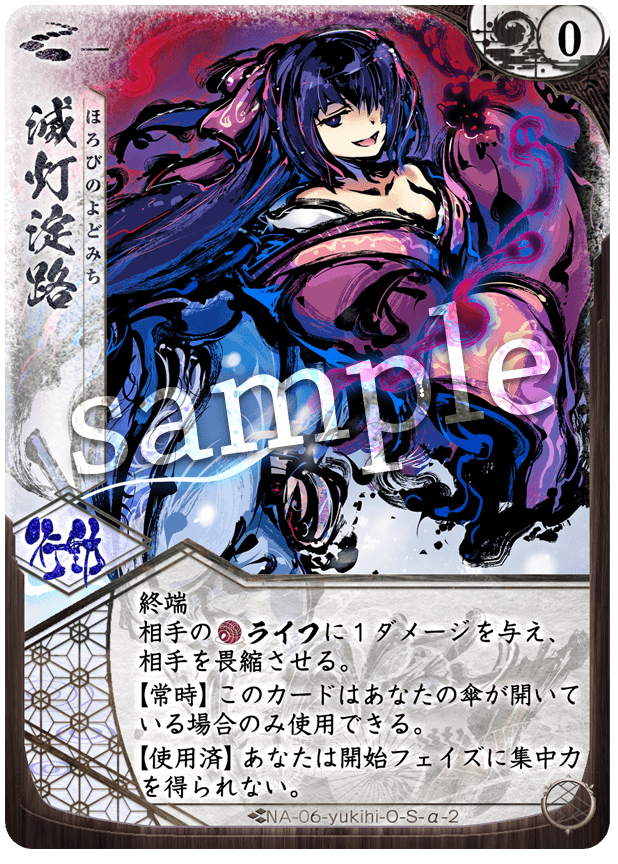 0
滅灯淀路
ほろびのよどみち
sample
行動
終端
相手のライフに1ダメージを与え、
相手を畏縮させる。
【常時】このカードはあなたの傘が開いて
いる場合のみ使用できる。
【使用済】あなたは開始フェイズに集中力
を得られない。
NA-06-yukihi-O-S-α-2